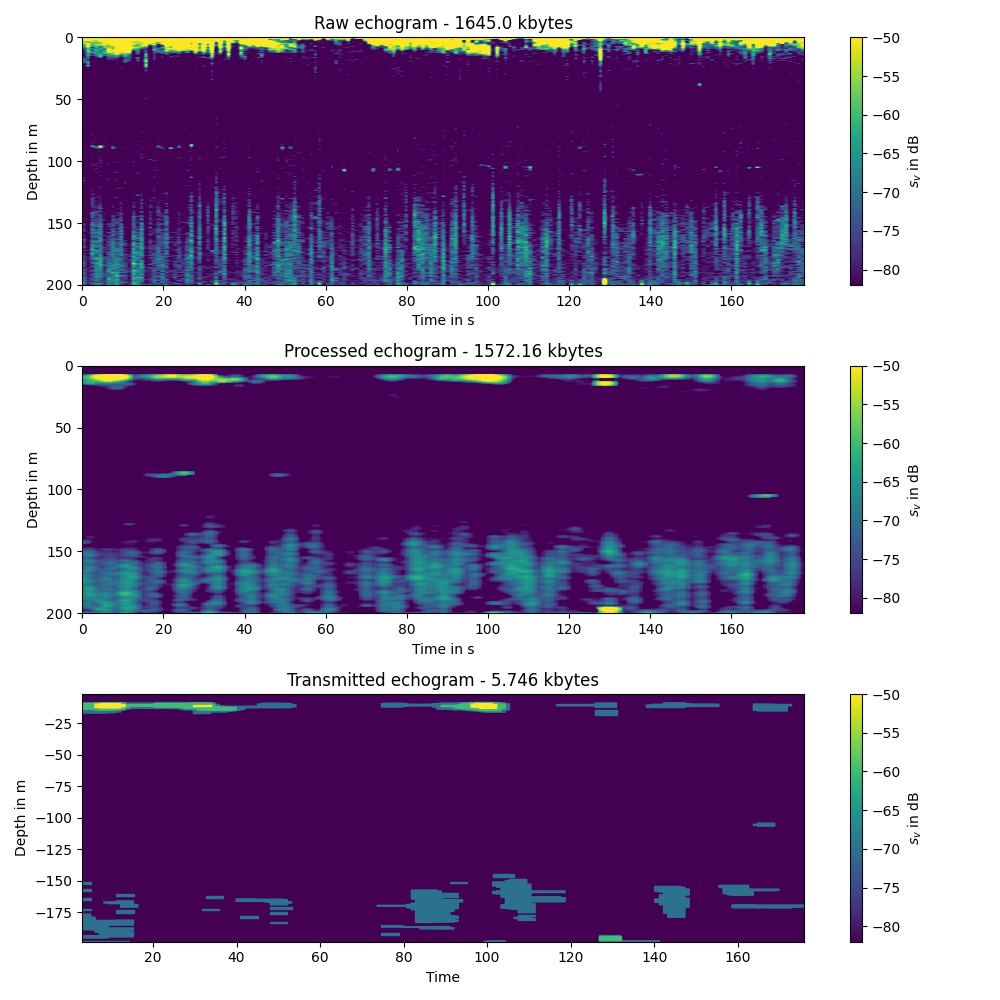 Raw echogram - 1645.0 kbytes
0
50
100
150
200
Depth in m
0 20 40 60 80 100 120 140 160
Time in s
−50
−55
−60
−65
−70
−75
−80
sv in dB
Processed echogram - 1572.16 kbytes
0
50
100
150
200
Depth in m
0 20 40 60 80 100 120 140 160
Time in s
−50
−55
−60
−65
−70
−75
−80
sv in dB
Transmitted echogram - 5.746 kbytes
−25
−50
−75
−100
−125
−150
−175
Depth in m
20 40 60 80 100 120 140 160
Time
−50
−55
−60
−65
−70
−75
−80
sv in dB